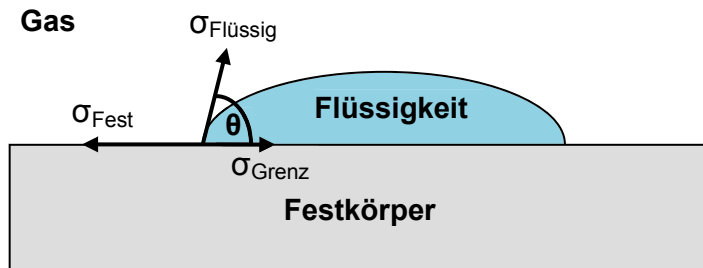 Gas
σFlüssig
σFest
θ
Flüssigkeit
σGrenz
Festkörper